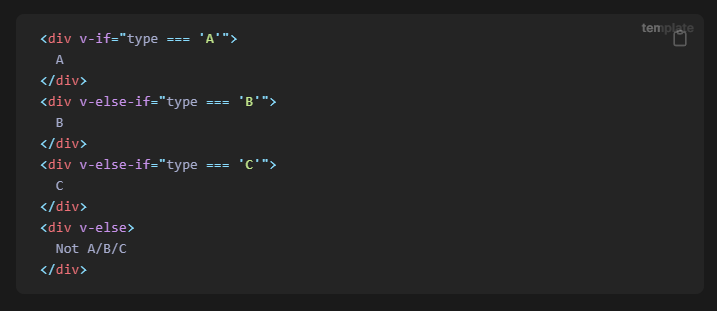 template
<div v-if="type === 'A'">
  A
</div>
<div v-else-if="type === 'B'">
  B
</div>
<div v-else-if="type === 'C'">
  C
</div>
<div v-else>
  Not A/B/C
</div>